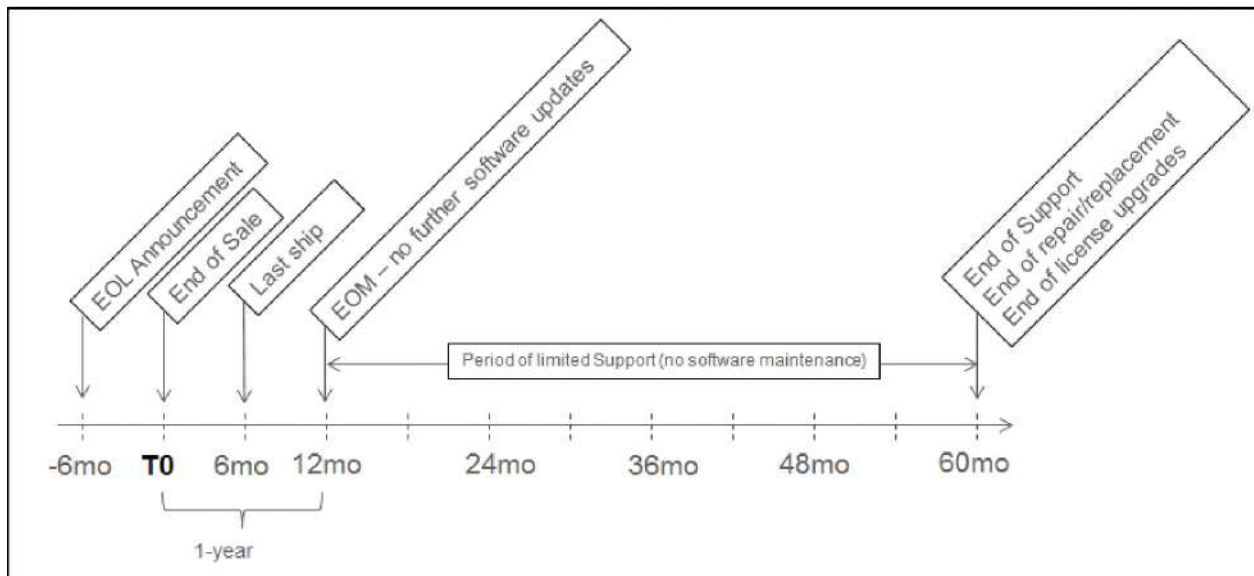 EOL Announcement
End of Sale
Last ship
EOM – no further software updates
End of Support
End of repair/replacement
End of license upgrades
Period of limited Support (no software maintenance)
-6mo
T0
6mo
12mo
24mo
36mo
48mo
60mo
1-year